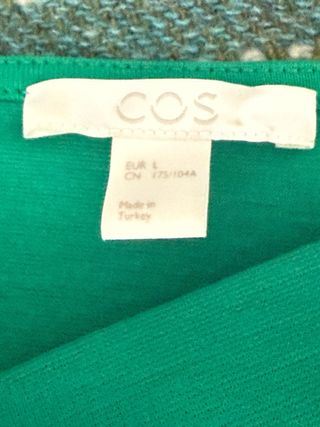 COS
EUR L
CN 175/104A
Made in
Turkey